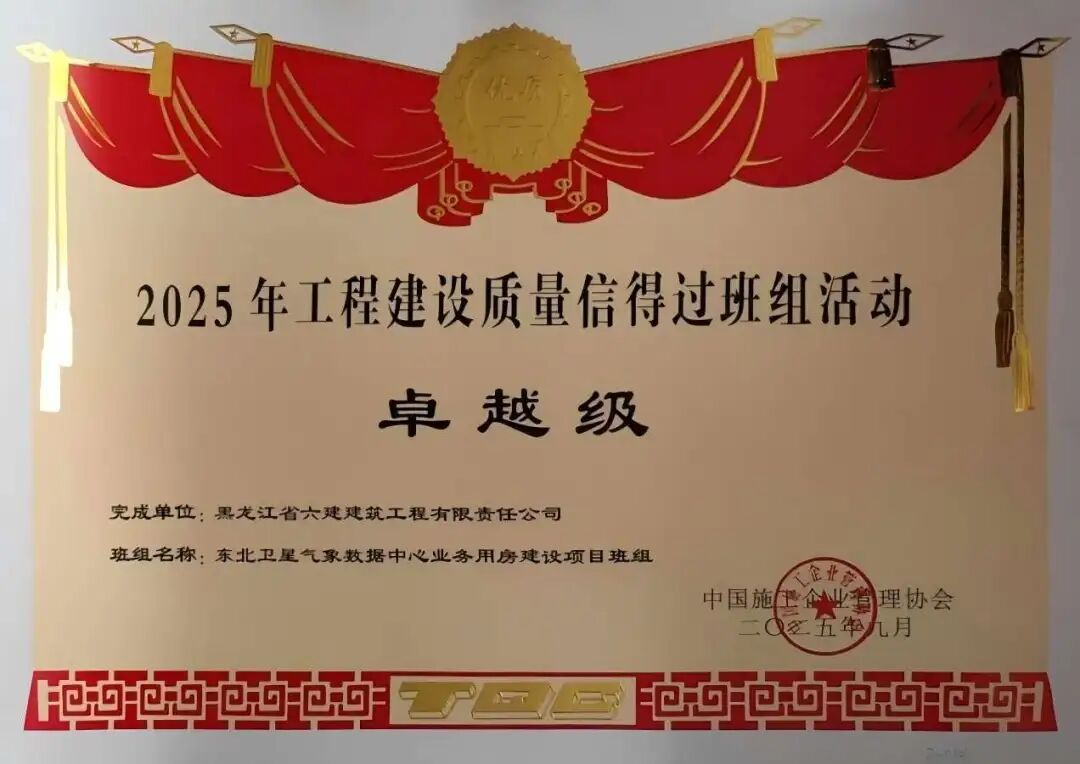 优质
2025年工程建设质量信得过班组活动
卓越级
完成单位：黑龙江省六建建筑工程有限责任公司
班组名称：东北卫星气象数据中心业务用房建设项目班组
中国施工企业管理协会
二〇二五年九月
TQC